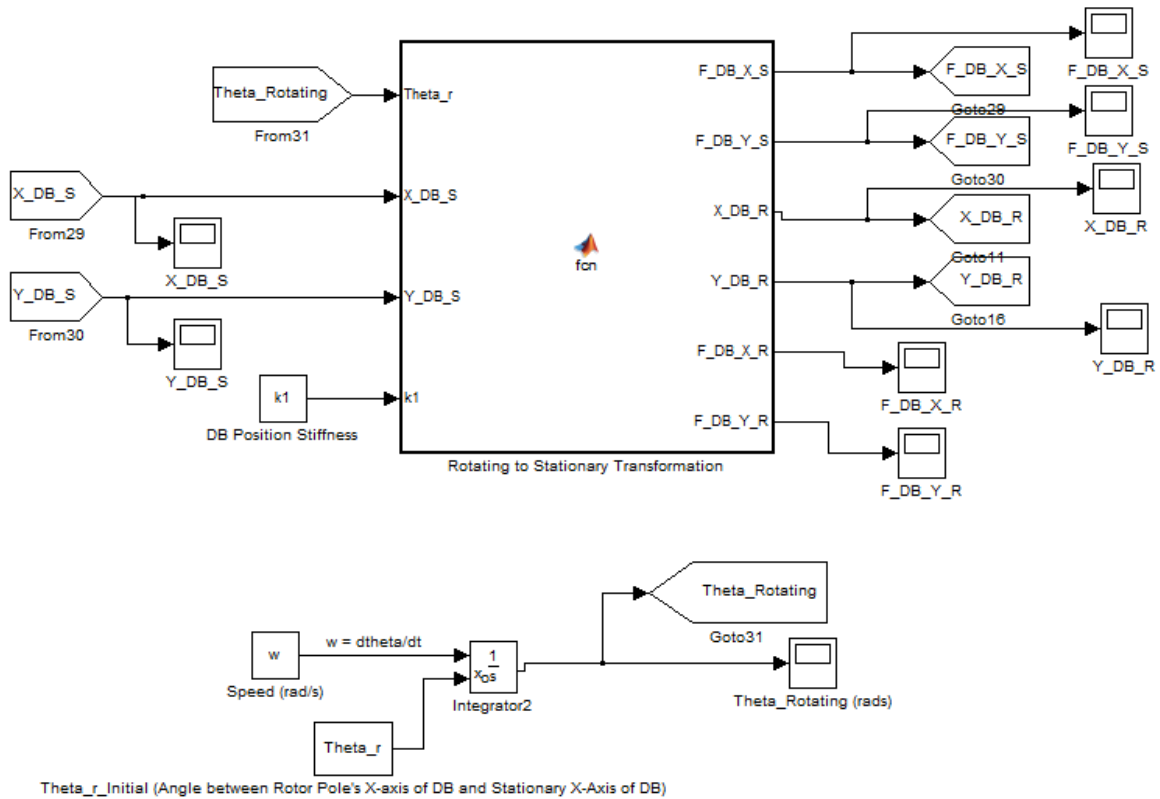 F_DB_X_S
F_DB_X_S
F_DB_X_S
Goto29
Theta_Rotating
Theta_r
From31
F_DB_Y_S
F_DB_Y_S
F_DB_Y_S
Goto30
X_DB_S
X_DB_S
From29
X_DB_S
X_DB_R
X_DB_R
X_DB_R
Goto11
fcn
Y_DB_S
Y_DB_S
From30
Y_DB_S
Y_DB_R
Y_DB_R
Goto16
Y_DB_R
F_DB_X_R
F_DB_X_R
k1
k1
DB Position Stiffness
F_DB_Y_R
F_DB_Y_R
Rotating to Stationary Transformation
Theta_Rotating
Goto31
w = dtheta/dt
w
Speed (rad/s)
1
s
xo
Integrator2
Theta_Rotating (rads)
Theta_r
Theta_r_Initial (Angle between Rotor Pole's X-axis of DB and Stationary X-Axis of DB)